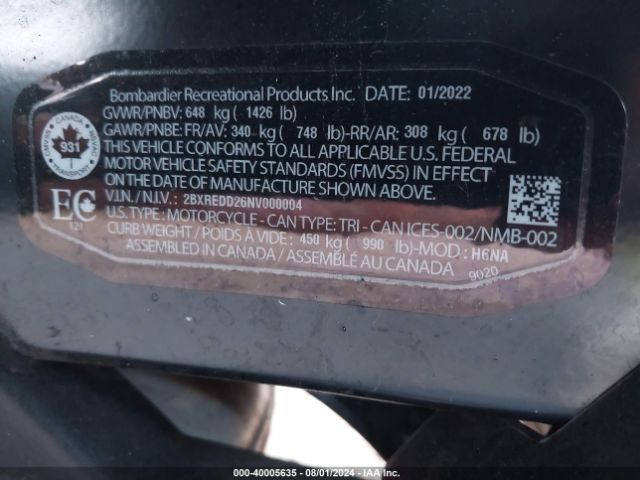 Bombardier Recreational Products Inc. DATE: 01/2022
GVWR/PNBV: 648 kg ( 1426 lb)
GAWR/PNBE: FR/AV: 340 kg ( 748 lb)-RR/AR: 308 kg ( 678 lb)
THIS VEHICLE CONFORMS TO ALL APPLICABLE U.S. FEDERAL
MOTOR VEHICLE SAFETY STANDARDS (FMVSS) IN EFFECT
ON THE DATE OF MANUFACTURE SHOWN ABOVE.
V.I.N. / N.I.V. : 2BXREDD26NV000004
U.S. TYPE : MOTORCYCLE - CAN TYPE: TRI - CAN ICES-002/NMB-002
CURB WEIGHT / POIDS À VIDE : 450 kg ( 990 lb)-MOD : H6NA
ASSEMBLED IN CANADA / ASSEMBLÉ AU CANADA
9020
CANADA
931
TRANSPORT
EC
121
000-40005635 - 08/01/2024 - IAA Inc.